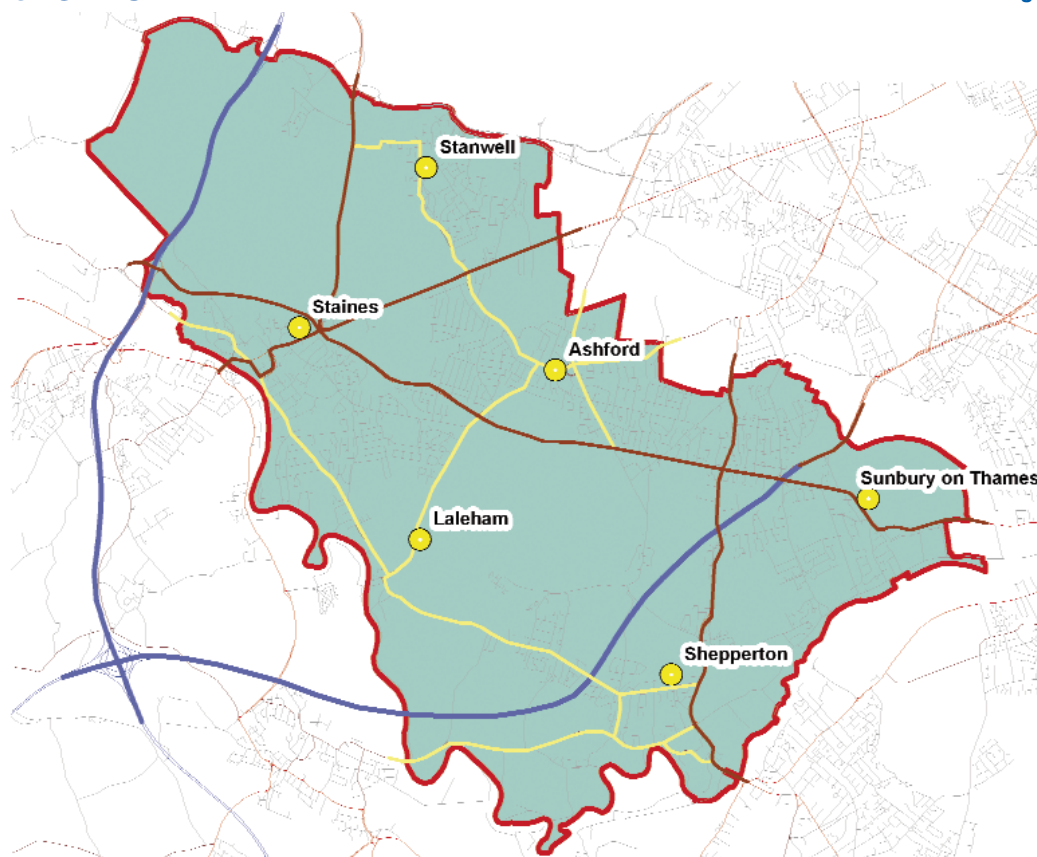 Stanwell
Staines
Ashford
Sunbury on Thames
Laleham
Shepperton